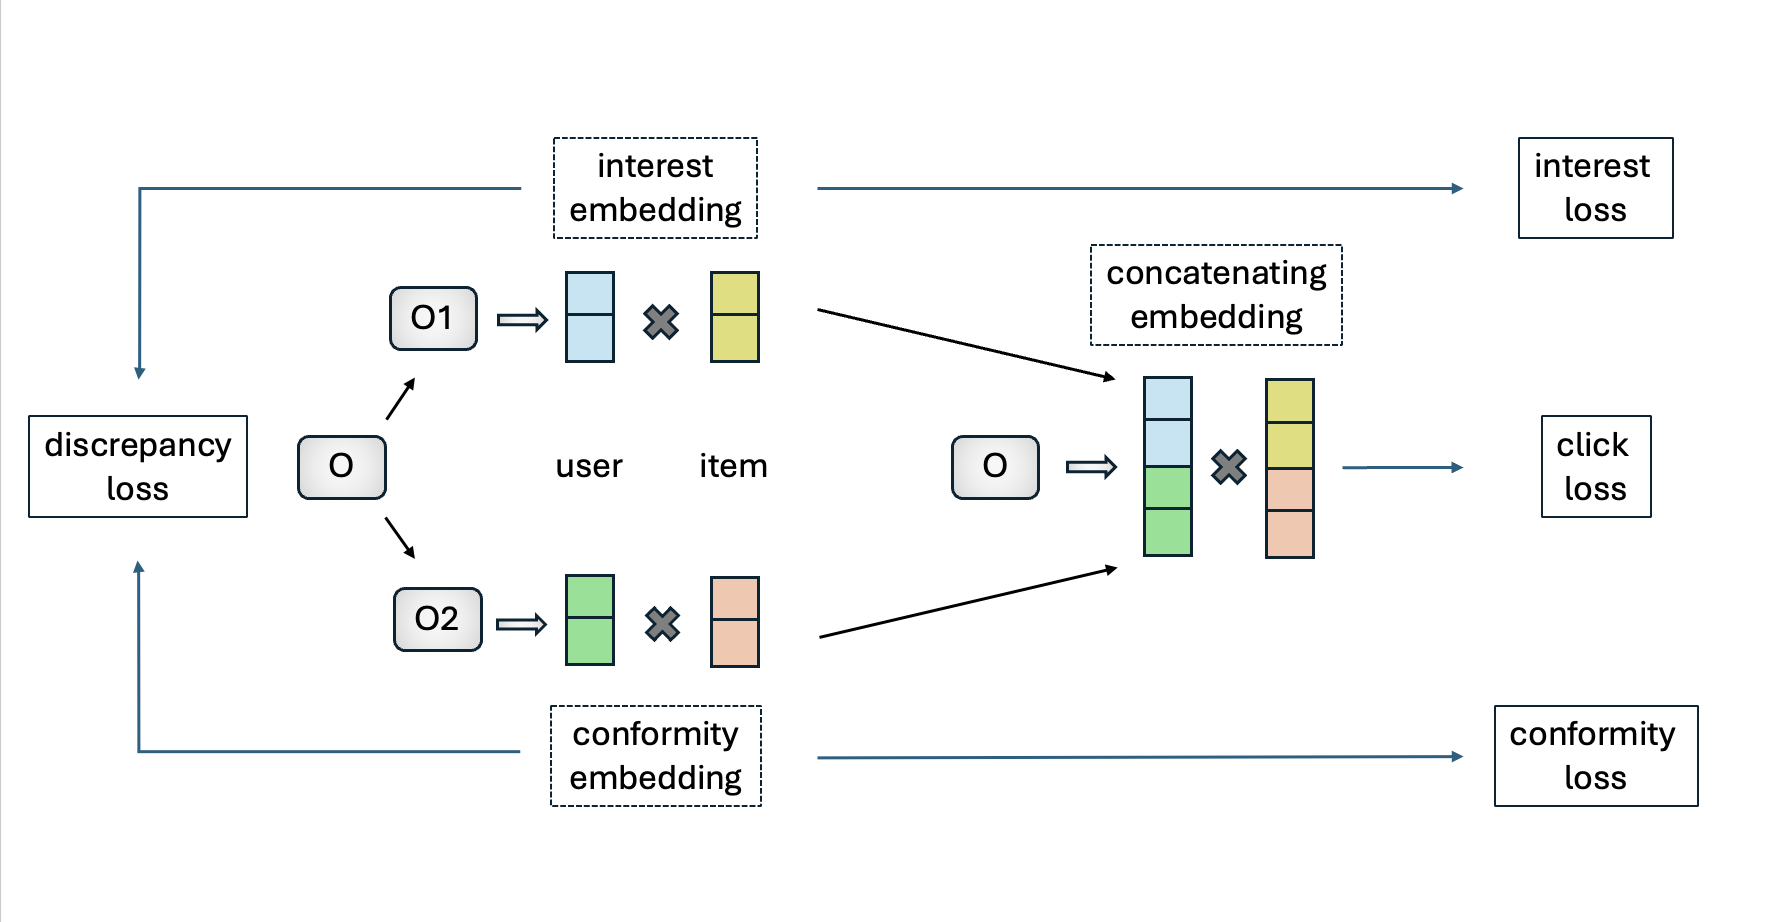 interest
embedding
interest
loss
concatenating
embedding
O1
discrepancy
loss
O
user
item
O
click
loss
O2
conformity
embedding
conformity
loss